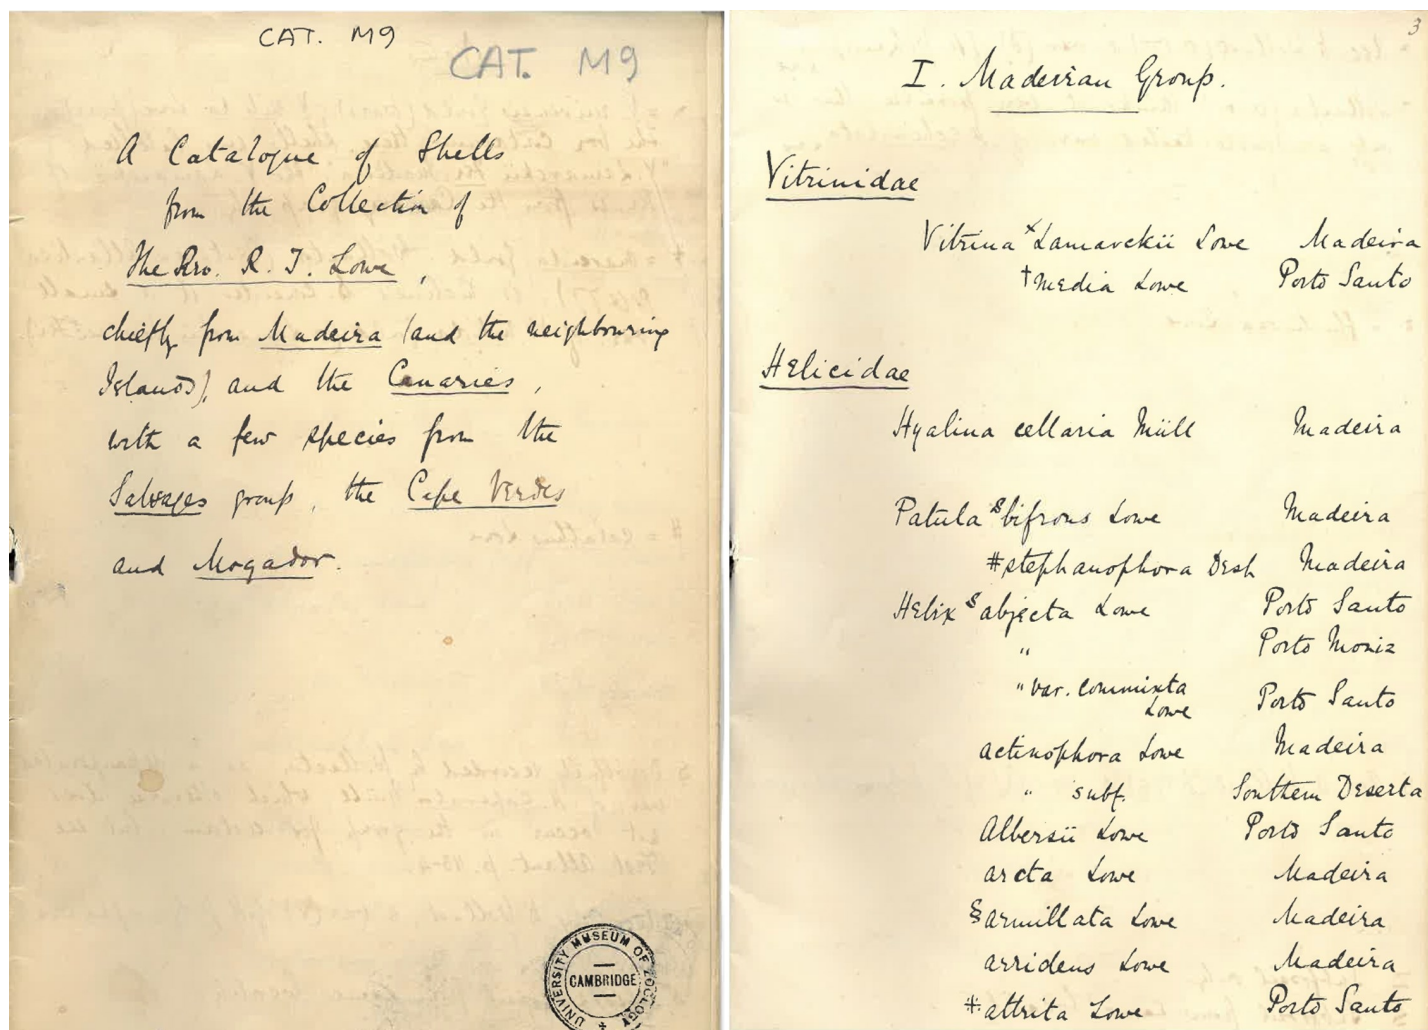 CAT. M9
CAT. M9
A Catalogue of Shells
from the Collection of
The Rev. R. T. Lowe,
chiefly from Madeira (and the neighbouring
Islands), and the Canaries,
with a few species from the
Salvages group, the Cape Verdes
and Mogador.
UNIVERSITY MUSEUM OF ZOOLOGY
CAMBRIDGE
3
I. Madeiran Group.
Vitrinidae
Vitrina ×Lamarckii Lowe Madeira
†media Lowe Porto Santo
Helicidae
Hyalina cellaria Müll Madeira
Patula §bifrons Lowe Madeira
#stephanophora Desh Madeira
Helix §abjecta Lowe Porto Santo
" Porto Moniz
" var. commixta Porto Santo
Lowe
actinophora Lowe Madeira
" subf. Southern Deserta
Albersii Lowe Porto Santo
arcta Lowe Madeira
§armillata Lowe Madeira
arridens Lowe Madeira
※attrita Lowe Porto Santo